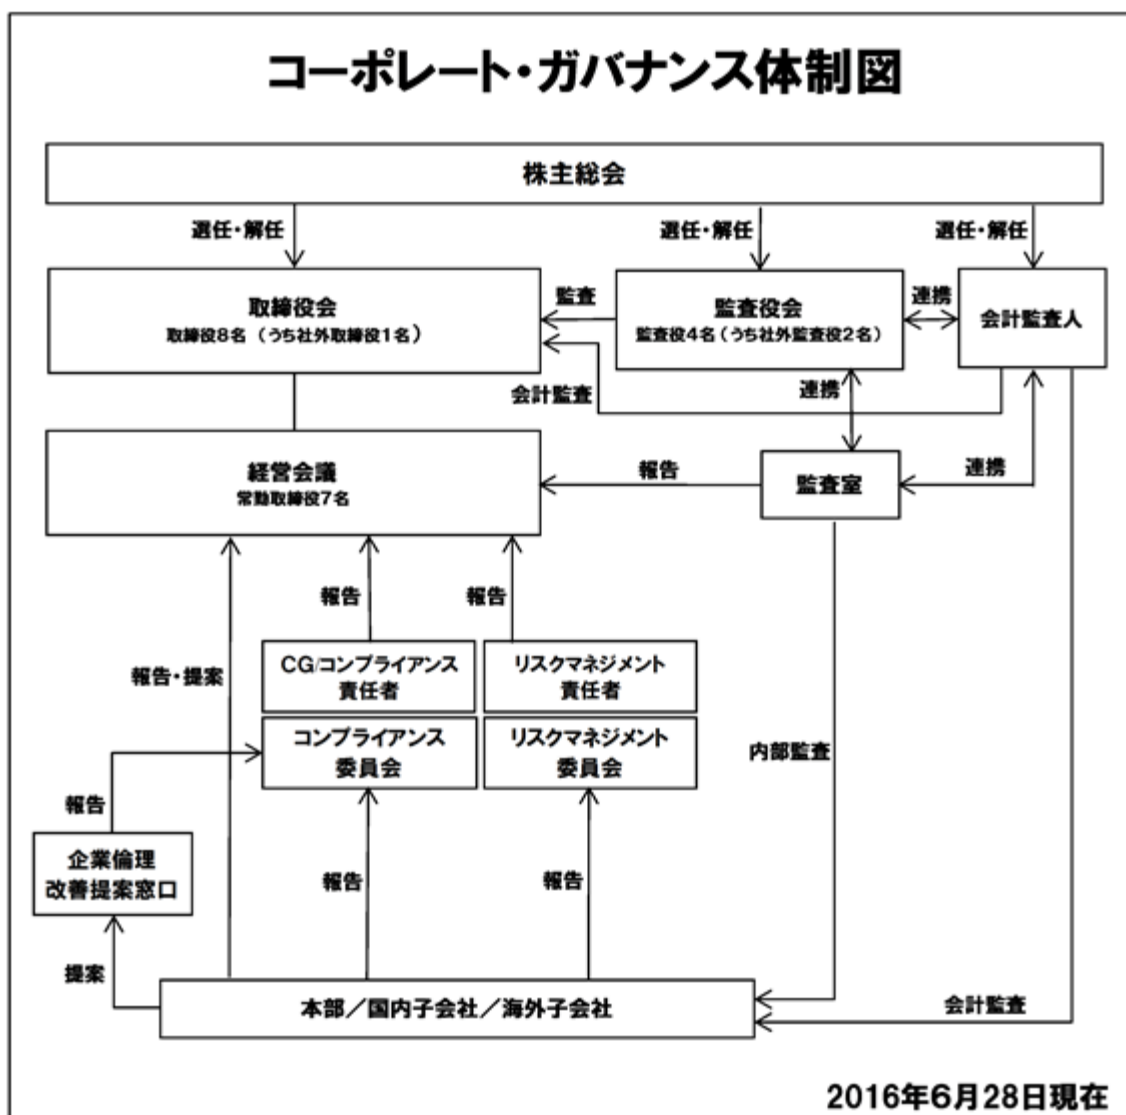 コーポレート・ガバナンス体制図
株主総会
選任・解任
選任・解任
選任・解任
取締役会
取締役8名（うち社外取締役1名）
監査
監査役会
監査役4名（うち社外監査役2名）
連携
会計監査人
会計監査
連携
経営会議
常勤取締役7名
報告
監査室
連携
報告
報告
報告・提案
CG/コンプライアンス
責任者
リスクマネジメント
責任者
コンプライアンス
委員会
リスクマネジメント
委員会
内部監査
報告
企業倫理
改善提案窓口
報告
報告
提案
本部／国内子会社／海外子会社
会計監査
2016年6月28日現在